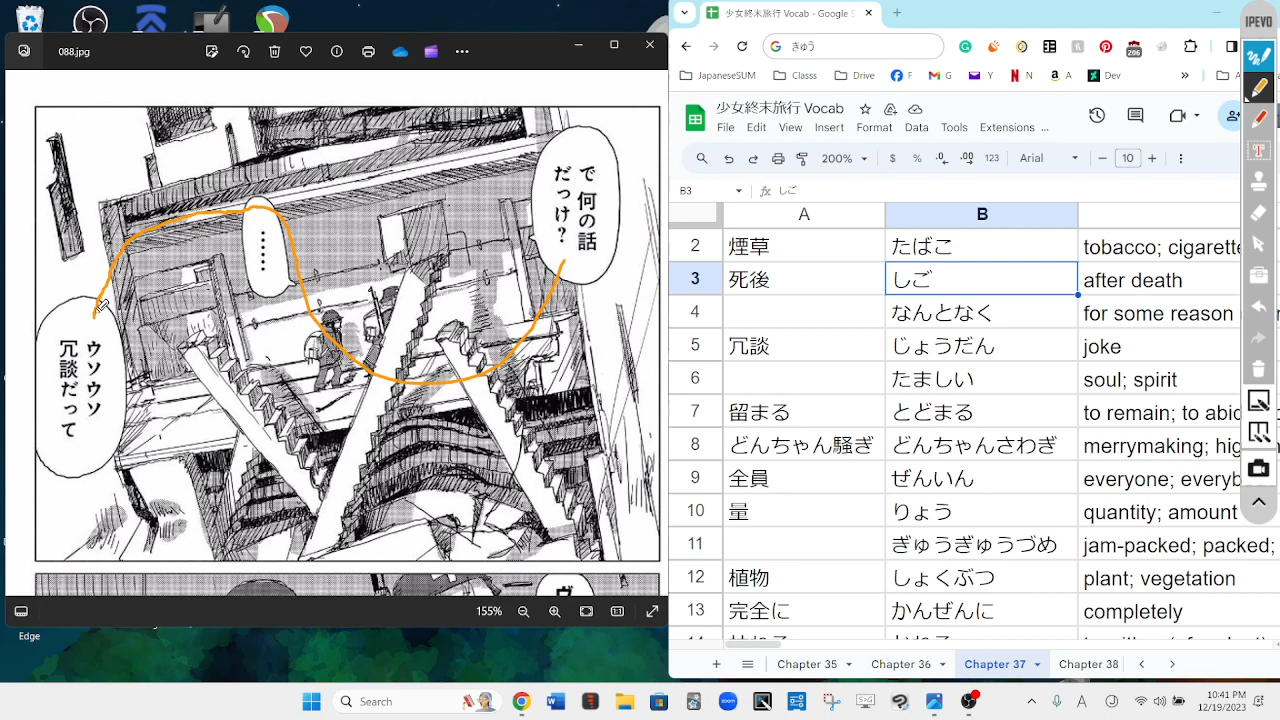 088.jpg
で 何の話
だっけ?
……
ウソウソ
冗談だって
155%
Edge
少女終末旅行 Vocab - Google S
きゅう
JapaneseSUM
Classs
Drive
F
G
Y
N
A
Dev
»
206
少女終末旅行 Vocab
File
Edit
View
Insert
Format
Data
Tools
Extensions
...
200%
$
%
.0
.00
123
Arial
10
B3
fx
しご
A
B
2
煙草
たばこ
tobacco; cigarette
3
死後
しご
after death
4
なんとなく
for some reason
5
冗談
じょうだん
joke
6
たましい
soul; spirit
7
留まる
とどまる
to remain; to abid
8
どんちゃん騒ぎ
どんちゃんさわぎ
merrymaking; hig
9
全員
ぜんいん
everyone; everyb
10
量
りょう
quantity; amount
11
ぎゅうぎゅうづめ
jam-packed; packed;
12
植物
しょくぶつ
plant; vegetation
13
完全に
かんぜんに
completely
Chapter 35
Chapter 36
Chapter 37
Chapter 38
IPEVO
T
Search
zoom
A
10:41 PM
12/19/2023